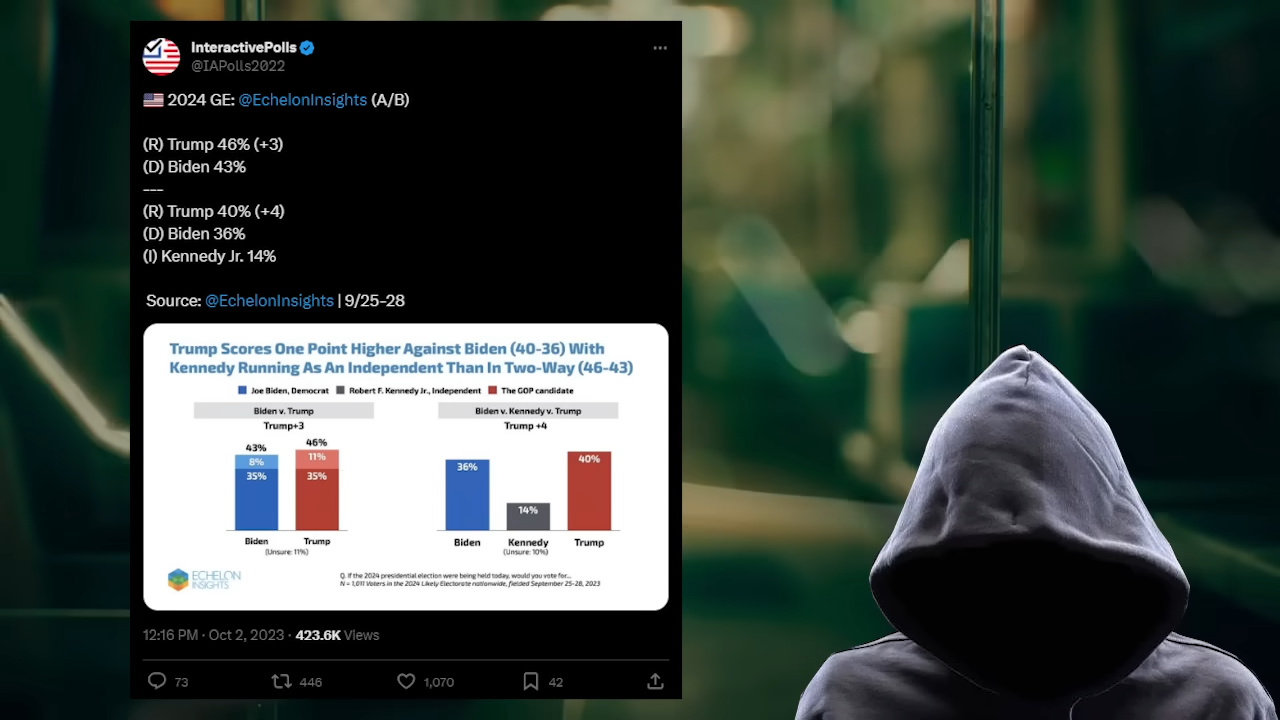 InteractivePolls
@IAPolls2022
2024 GE: @EchelonInsights (A/B)
(R) Trump 46% (+3)
(D) Biden 43%
---
(R) Trump 40% (+4)
(D) Biden 36%
(I) Kennedy Jr. 14%
Source: @EchelonInsights | 9/25-28
Trump Scores One Point Higher Against Biden (40-36) With
Kennedy Running As An Independent Than In Two-Way (46-43)
Joe Biden, Democrat Robert F. Kennedy Jr., Independent The GOP candidate
Biden v. Trump
Trump+3
43%
46%
8%
11%
35%
35%
Biden Trump
(Unsure: 11%)
Biden v. Kennedy v. Trump
Trump +4
36%
14%
40%
Biden Kennedy Trump
(Unsure: 10%)
ECHELON
INSIGHTS
Q. If the 2024 presidential election were being held today, would you vote for...
N = 1,011 Voters in the 2024 Likely Electorate nationwide, fielded September 25-28, 2023
12:16 PM · Oct 2, 2023 · 423.6K Views
73 446 1,070 42